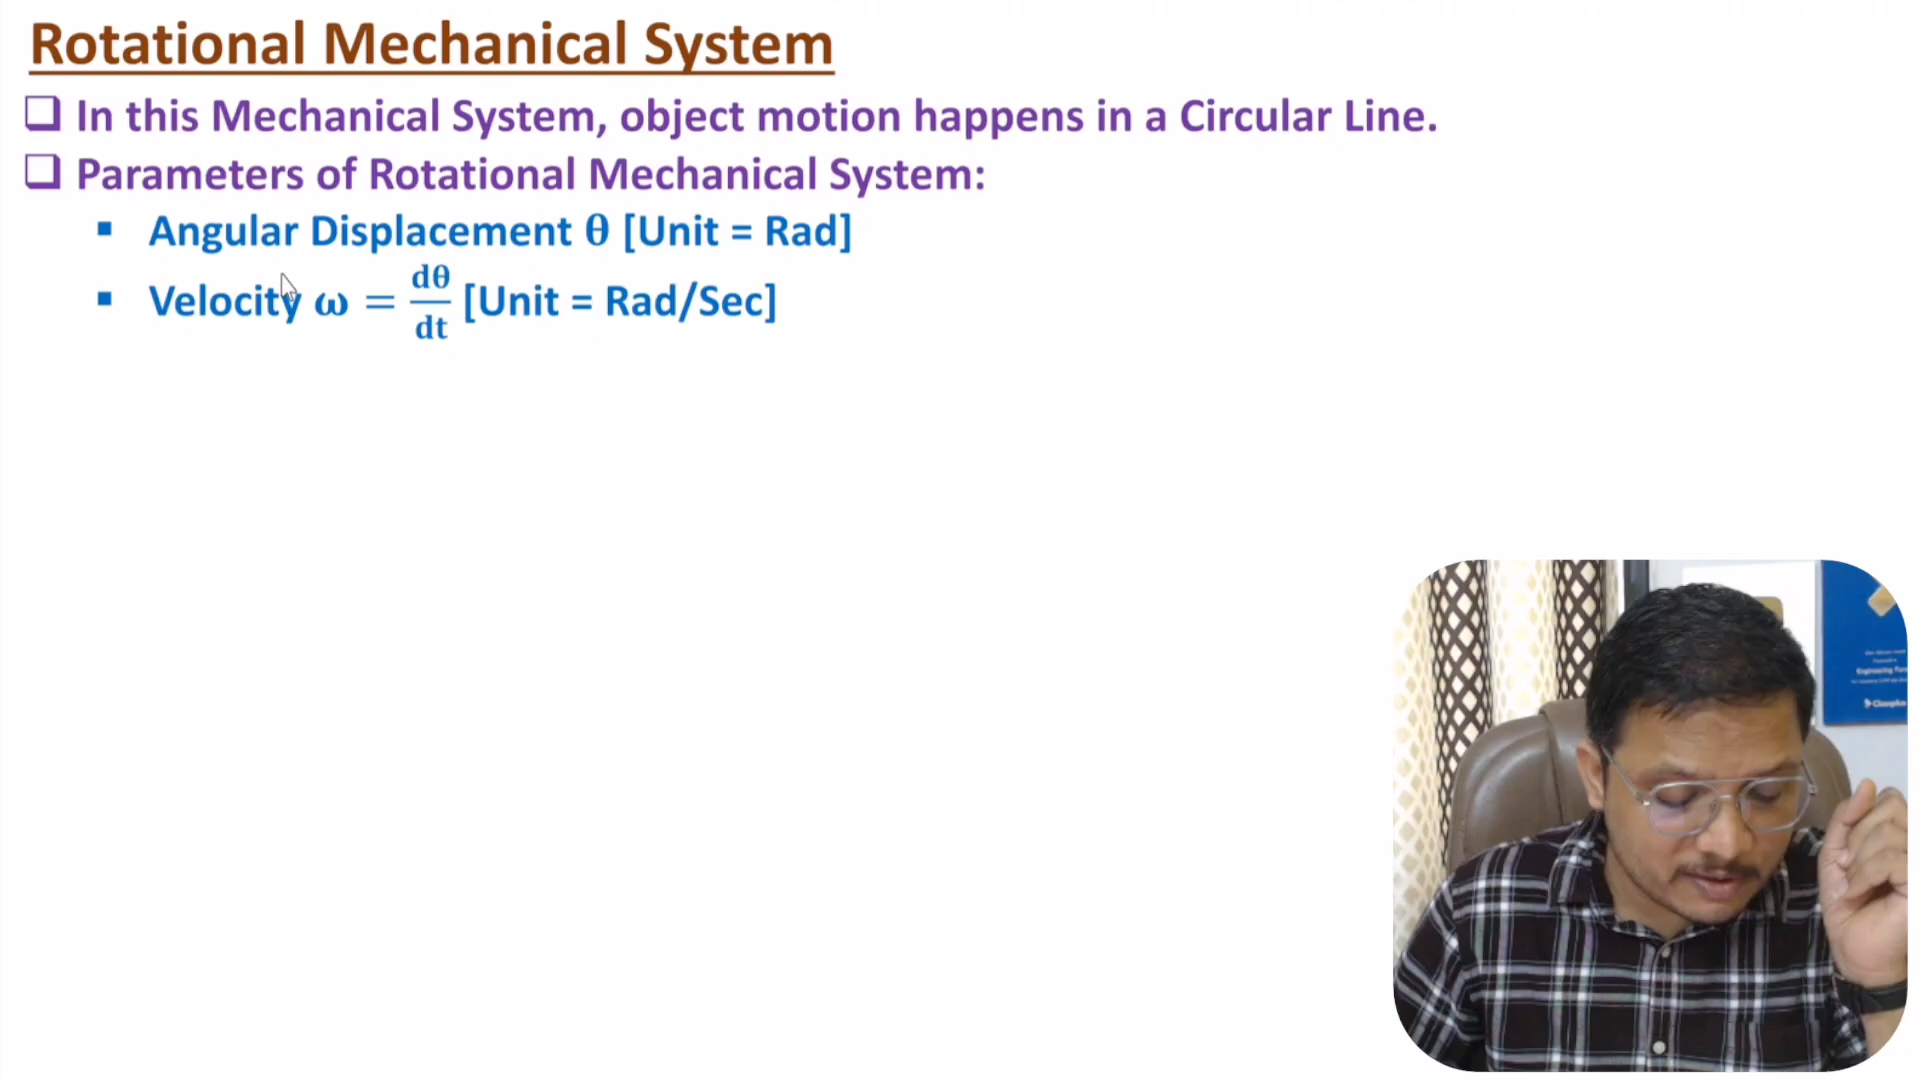 Rotational Mechanical System
❑ In this Mechanical System, object motion happens in a Circular Line.
❑ Parameters of Rotational Mechanical System:
▪ Angular Displacement θ [Unit = Rad]
▪ Velocity ω = dθ/dt [Unit = Rad/Sec]